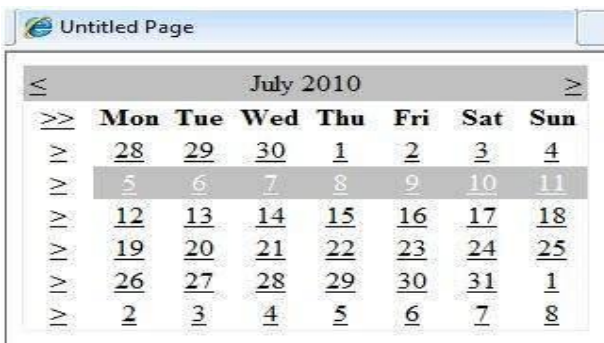 Untitled Page
< July 2010 >
>> Mon Tue Wed Thu Fri Sat Sun
> 28 29 30 1 2 3 4
> 5 6 7 8 9 10 11
> 12 13 14 15 16 17 18
> 19 20 21 22 23 24 25
> 26 27 28 29 30 31 1
> 2 3 4 5 6 7 8